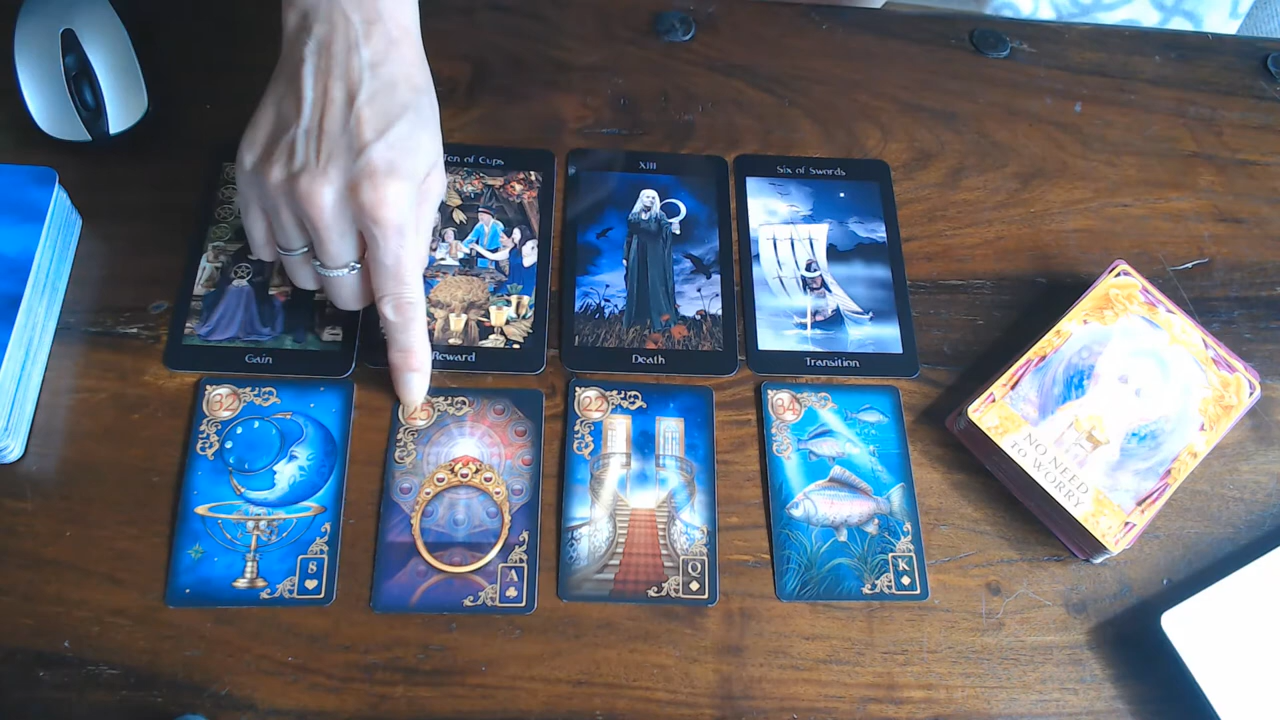 Ten of Cups
XIII
Six of Swords
Gain
Reward
Death
Transition
32
25
22
34
8
A
Q
K
NO NEED
TO WORRY